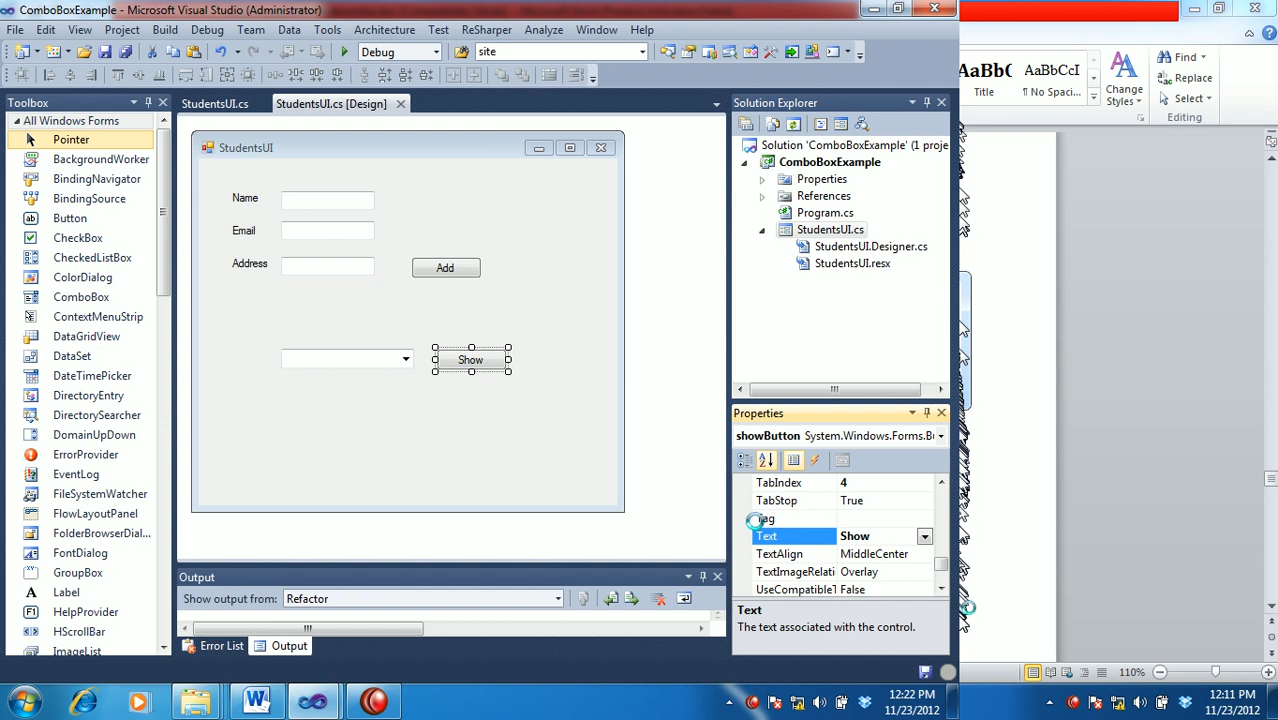 ComboBoxExample - Microsoft Visual Studio (Administrator)
File Edit View Project Build Debug Team Data Tools Architecture Test ReSharper Analyze Window Help
Debug site
Toolbox
All Windows Forms
Pointer
BackgroundWorker
BindingNavigator
BindingSource
Button
CheckBox
CheckedListBox
ColorDialog
ComboBox
ContextMenuStrip
DataGridView
DataSet
DateTimePicker
DirectoryEntry
DirectorySearcher
DomainUpDown
ErrorProvider
EventLog
FileSystemWatcher
FlowLayoutPanel
FolderBrowserDial...
FontDialog
GroupBox
Label
HelpProvider
HScrollBar
ImageList
StudentsUI.cs StudentsUI.cs [Design]
StudentsUI
Name
Email
Address Add
Show
Output
Show output from: Refactor
Error List Output
Solution Explorer
Solution 'ComboBoxExample' (1 proje
ComboBoxExample
Properties
References
Program.cs
StudentsUI.cs
StudentsUI.Designer.cs
StudentsUI.resx
Properties
showButton System.Windows.Forms.Bu
TabIndex 4
TabStop True
Tag
Text Show
TextAlign MiddleCenter
TextImageRelati Overlay
UseCompatibleT False
Text
The text associated with the control.
AaBbC AaBbCcI
Title ¶ No Spaci...
Change
Styles
Find
Replace
Select
Editing
110%
12:22 PM
11/23/2012
12:11 PM
11/23/2012